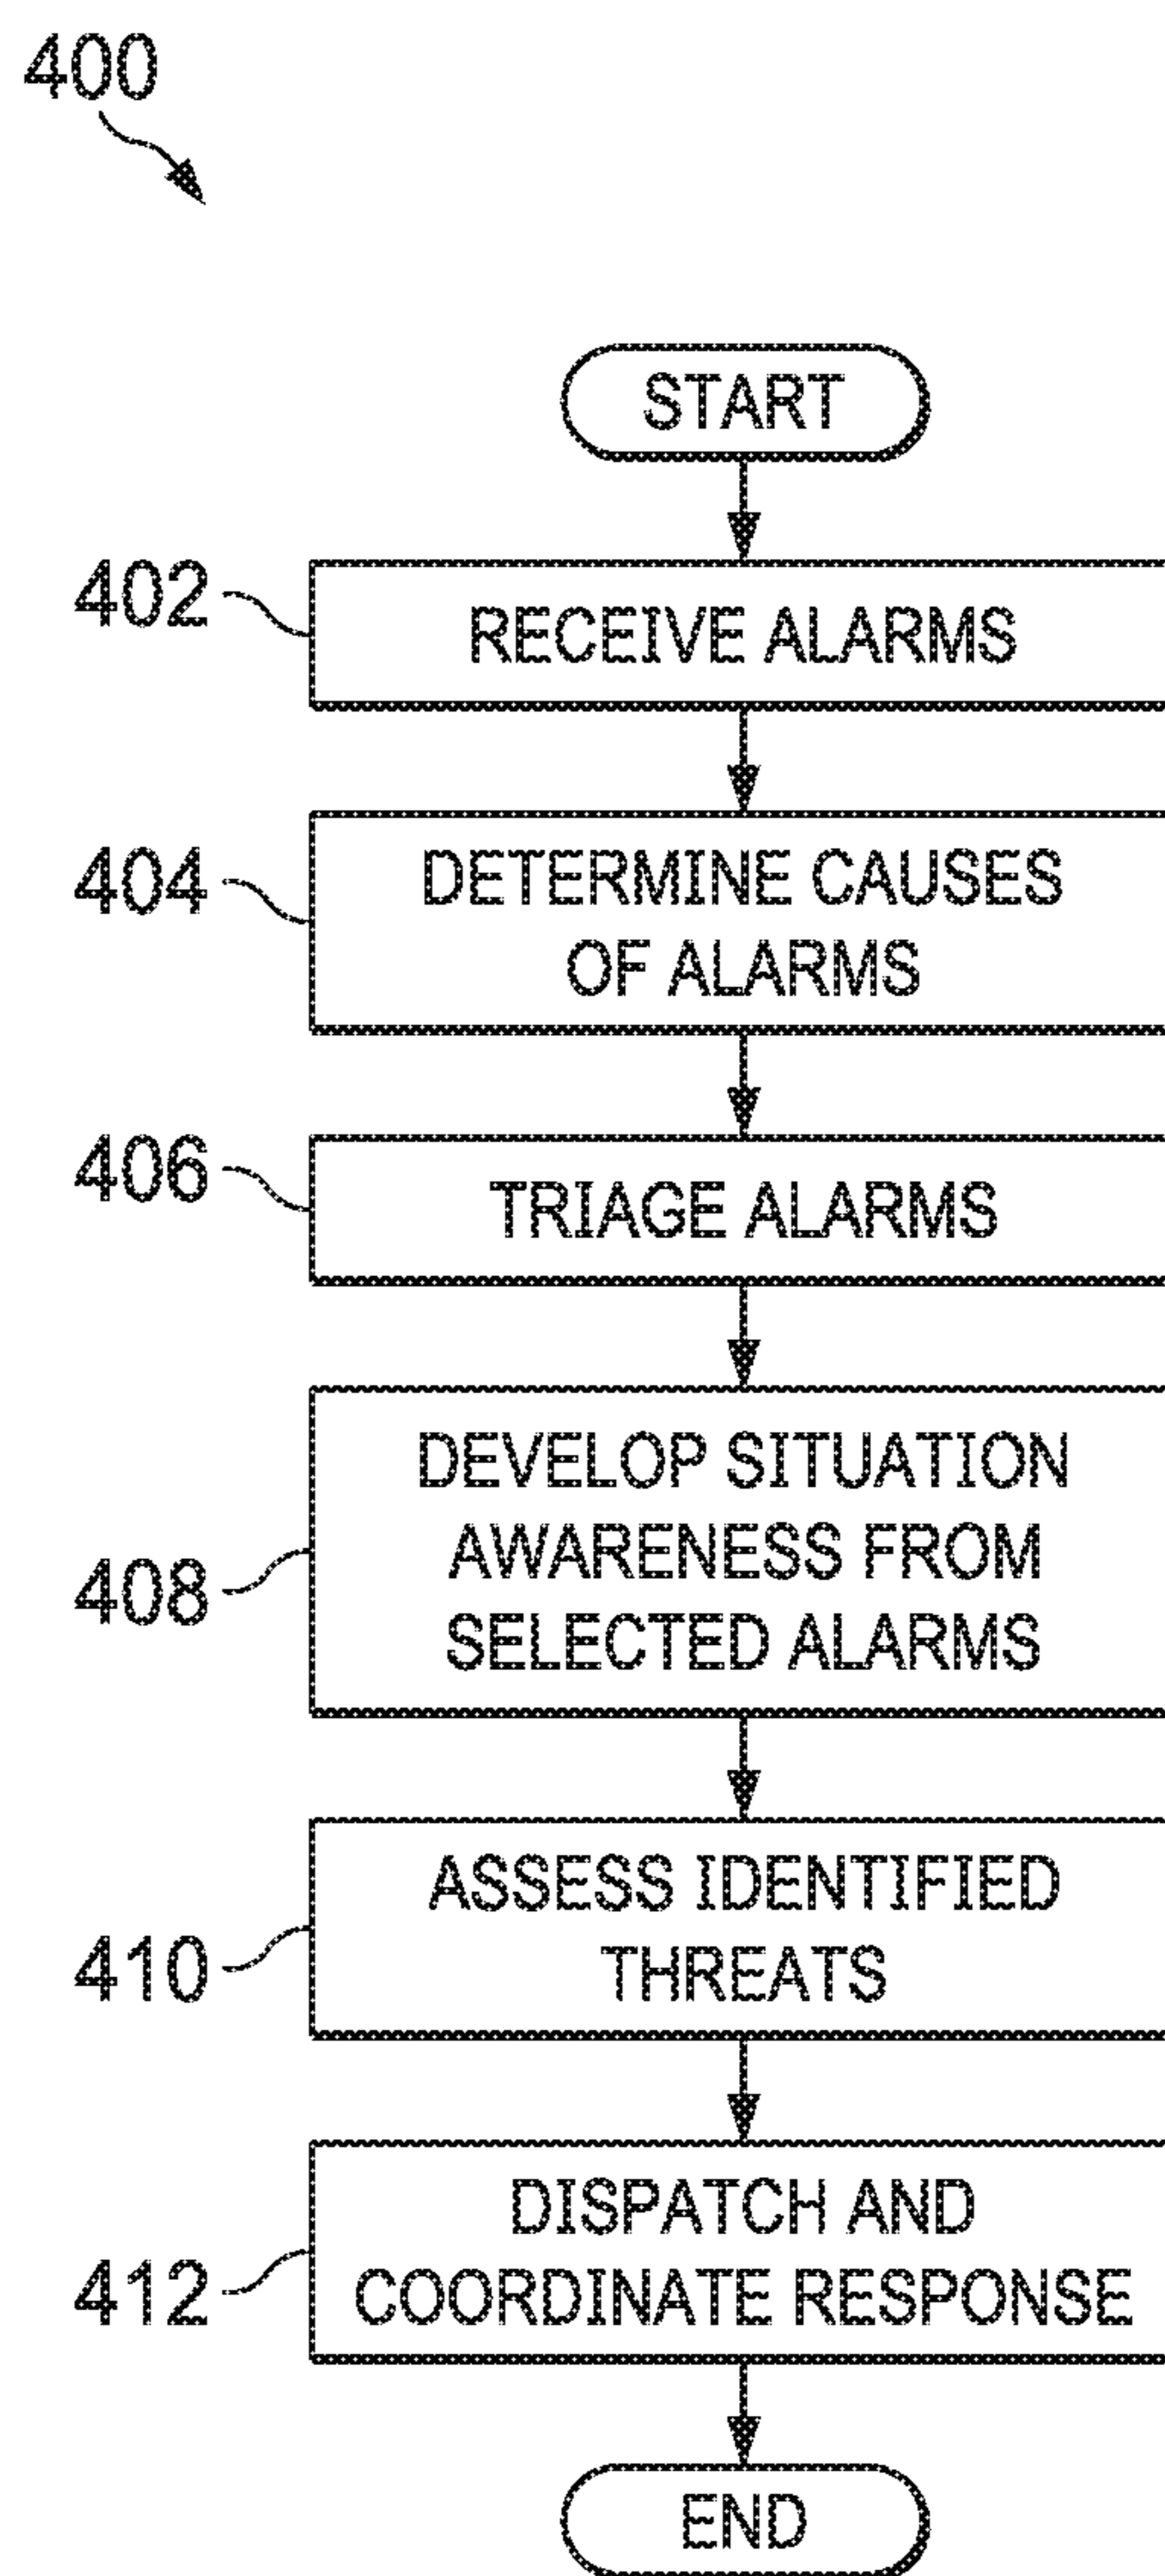 400
START
402
RECEIVE ALARMS
404
DETERMINE CAUSES
OF ALARMS
406
TRIAGE ALARMS
408
DEVELOP SITUATION
AWARENESS FROM
SELECTED ALARMS
410
ASSESS IDENTIFIED
THREATS
412
DISPATCH AND
COORDINATE RESPONSE
END